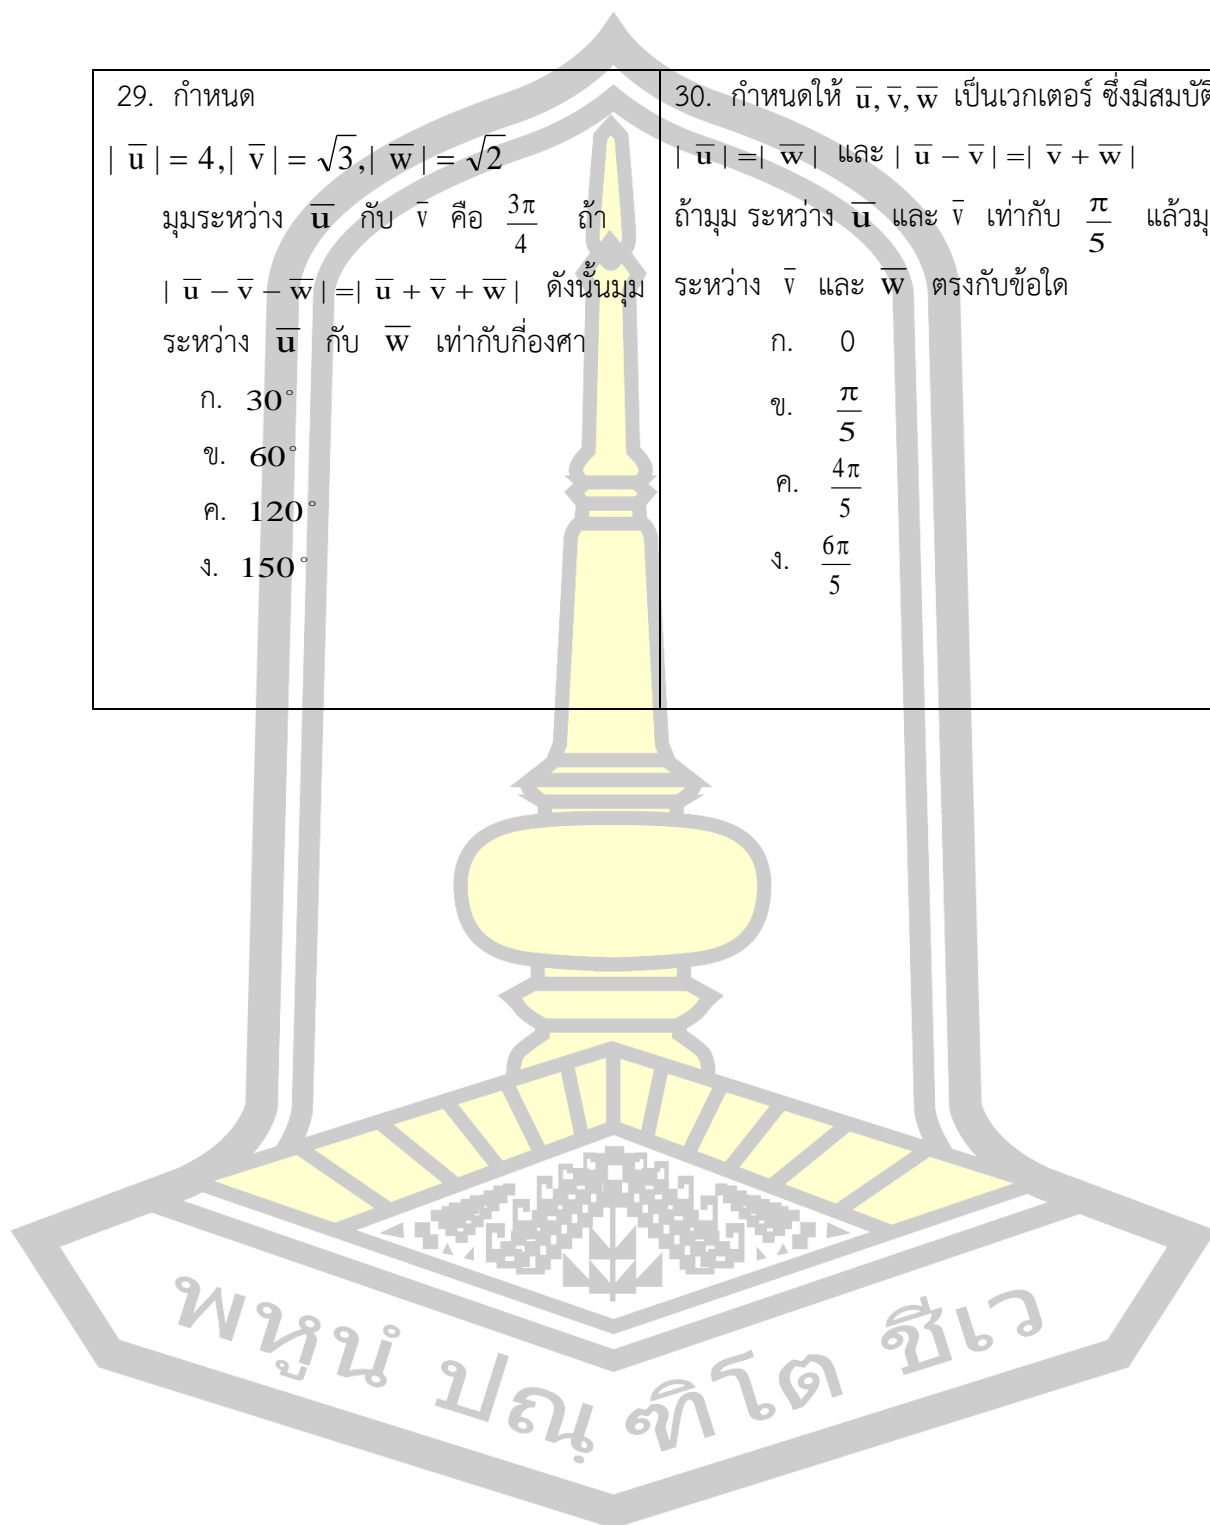 29. กำหนด
| u̅ | = 4,| v̅ | = √3,| w̅ | = √2
มุมระหว่าง u̅ กับ v̅ คือ 3π/4 ถ้า
| u̅ − v̅ − w̅ | =| u̅ + v̅ + w̅ | ดังนั้นมุม
ระหว่าง u̅ กับ w̅ เท่ากับกี่องศา
ก. 30°
ข. 60°
ค. 120°
ง. 150°
30. กำหนดให้ u̅, v̅, w̅ เป็นเวกเตอร์ ซึ่งมีสมบัติ
| u̅ | =| w̅ | และ | u̅ − v̅ | =| v̅ + w̅ |
ถ้ามุม ระหว่าง u̅ และ v̅ เท่ากับ π/5 แล้วมุ
ระหว่าง v̅ และ w̅ ตรงกับข้อใด
ก. 0
ข. π/5
ค. 4π/5
ง. 6π/5
พหูนํ ปณฺฑิโต ชีเว